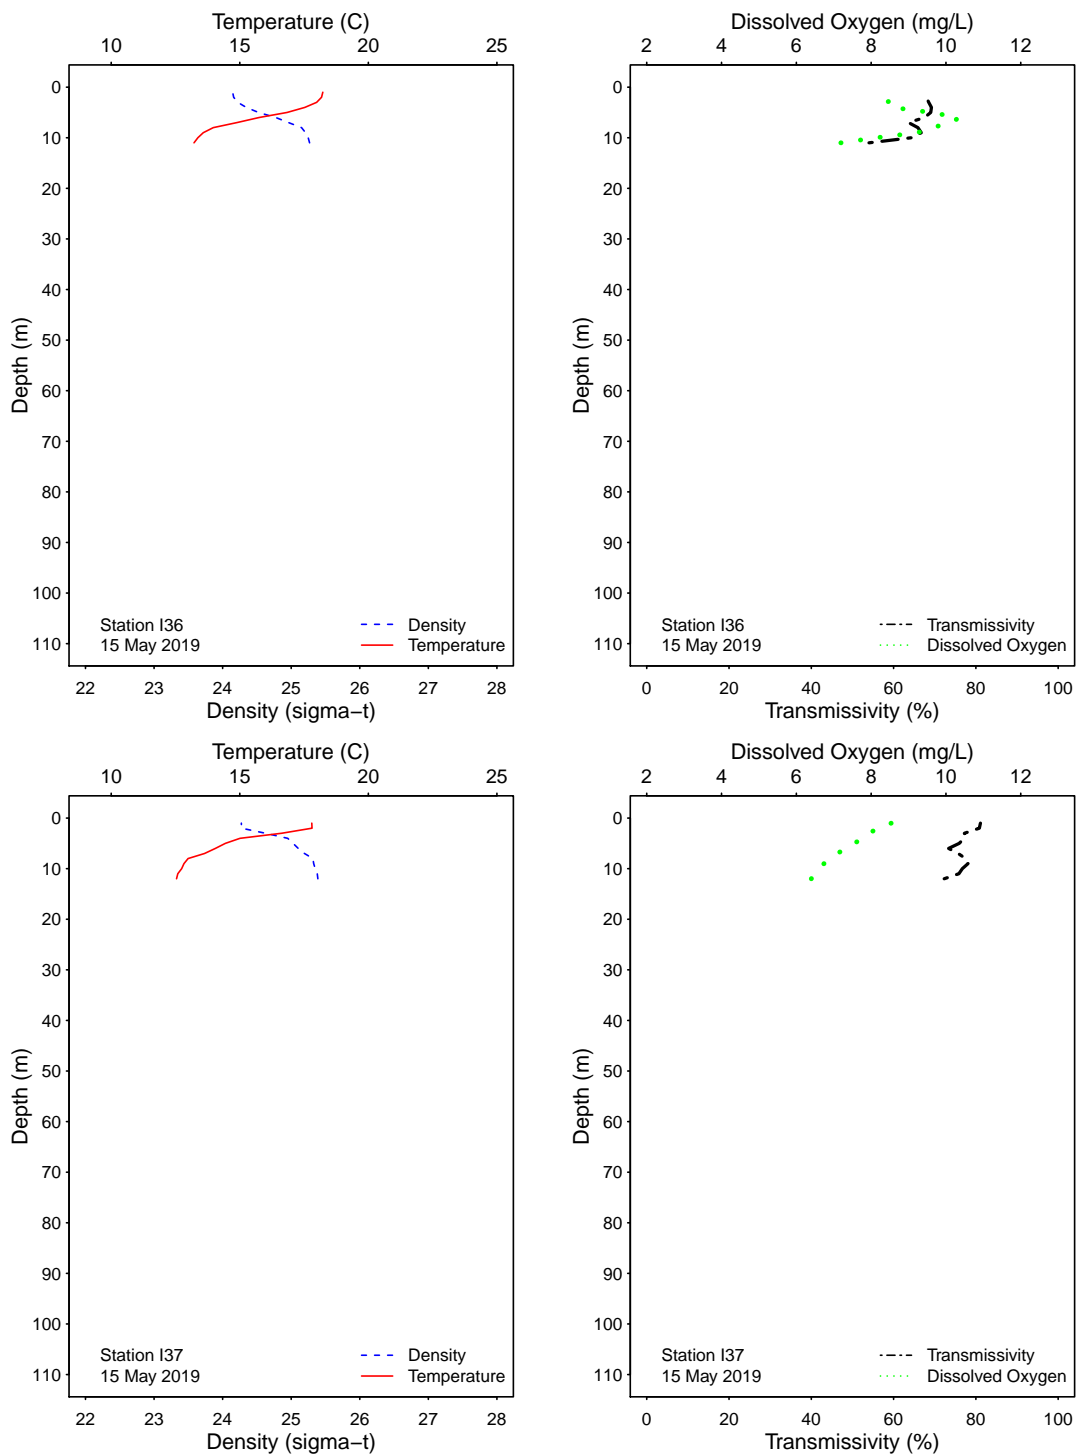 Temperature (C)
10 15 20 25
0
10
20
30
40
50
60
70
80
90
100
110
Depth (m)
Station I36
15 May 2019
Density
Temperature
22 23 24 25 26 27 28
Density (sigma−t)
Dissolved Oxygen (mg/L)
2 4 6 8 10 12
0
10
20
30
40
50
60
70
80
90
100
110
Depth (m)
Station I36
15 May 2019
Transmissivity
Dissolved Oxygen
0 20 40 60 80 100
Transmissivity (%)
Temperature (C)
10 15 20 25
0
10
20
30
40
50
60
70
80
90
100
110
Depth (m)
Station I37
15 May 2019
Density
Temperature
22 23 24 25 26 27 28
Density (sigma−t)
Dissolved Oxygen (mg/L)
2 4 6 8 10 12
0
10
20
30
40
50
60
70
80
90
100
110
Depth (m)
Station I37
15 May 2019
Transmissivity
Dissolved Oxygen
0 20 40 60 80 100
Transmissivity (%)